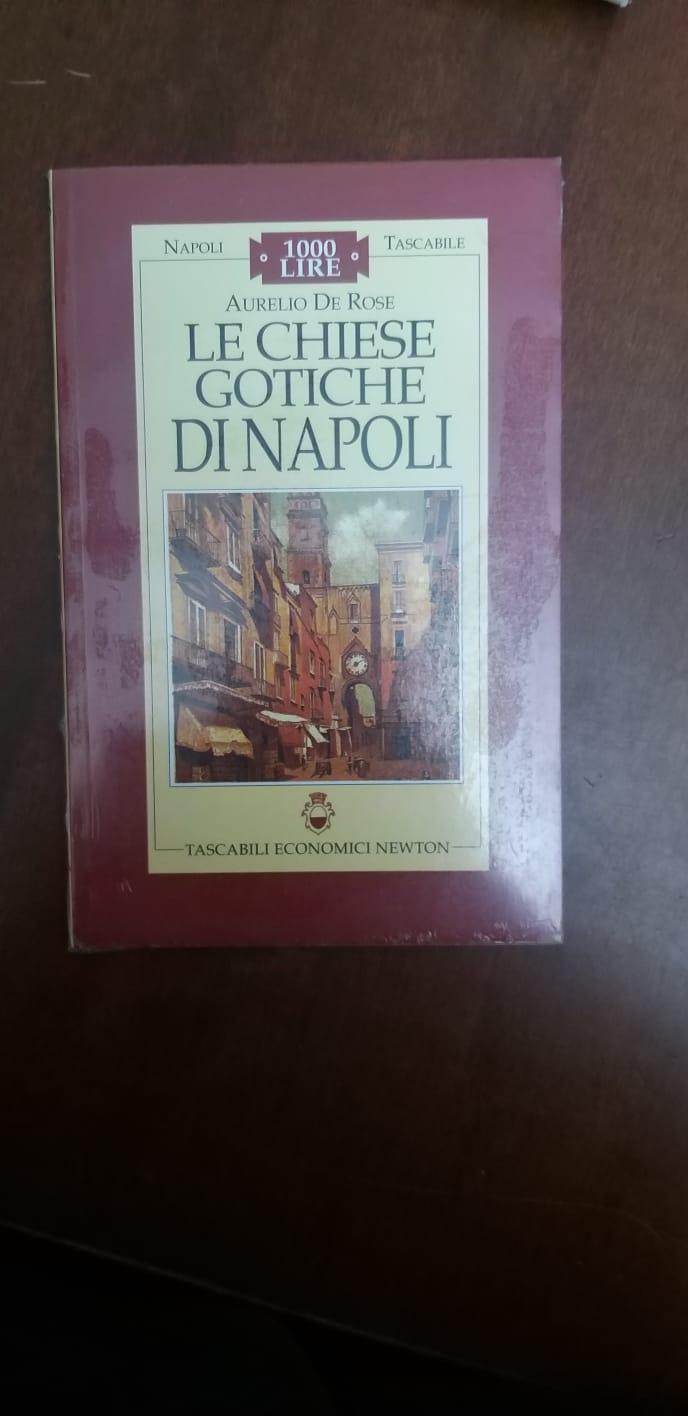 NAPOLI
1000
LIRE
TASCABILE
AURELIO DE ROSE
LE CHIESE
GOTICHE
DI NAPOLI
TASCABILI ECONOMICI NEWTON